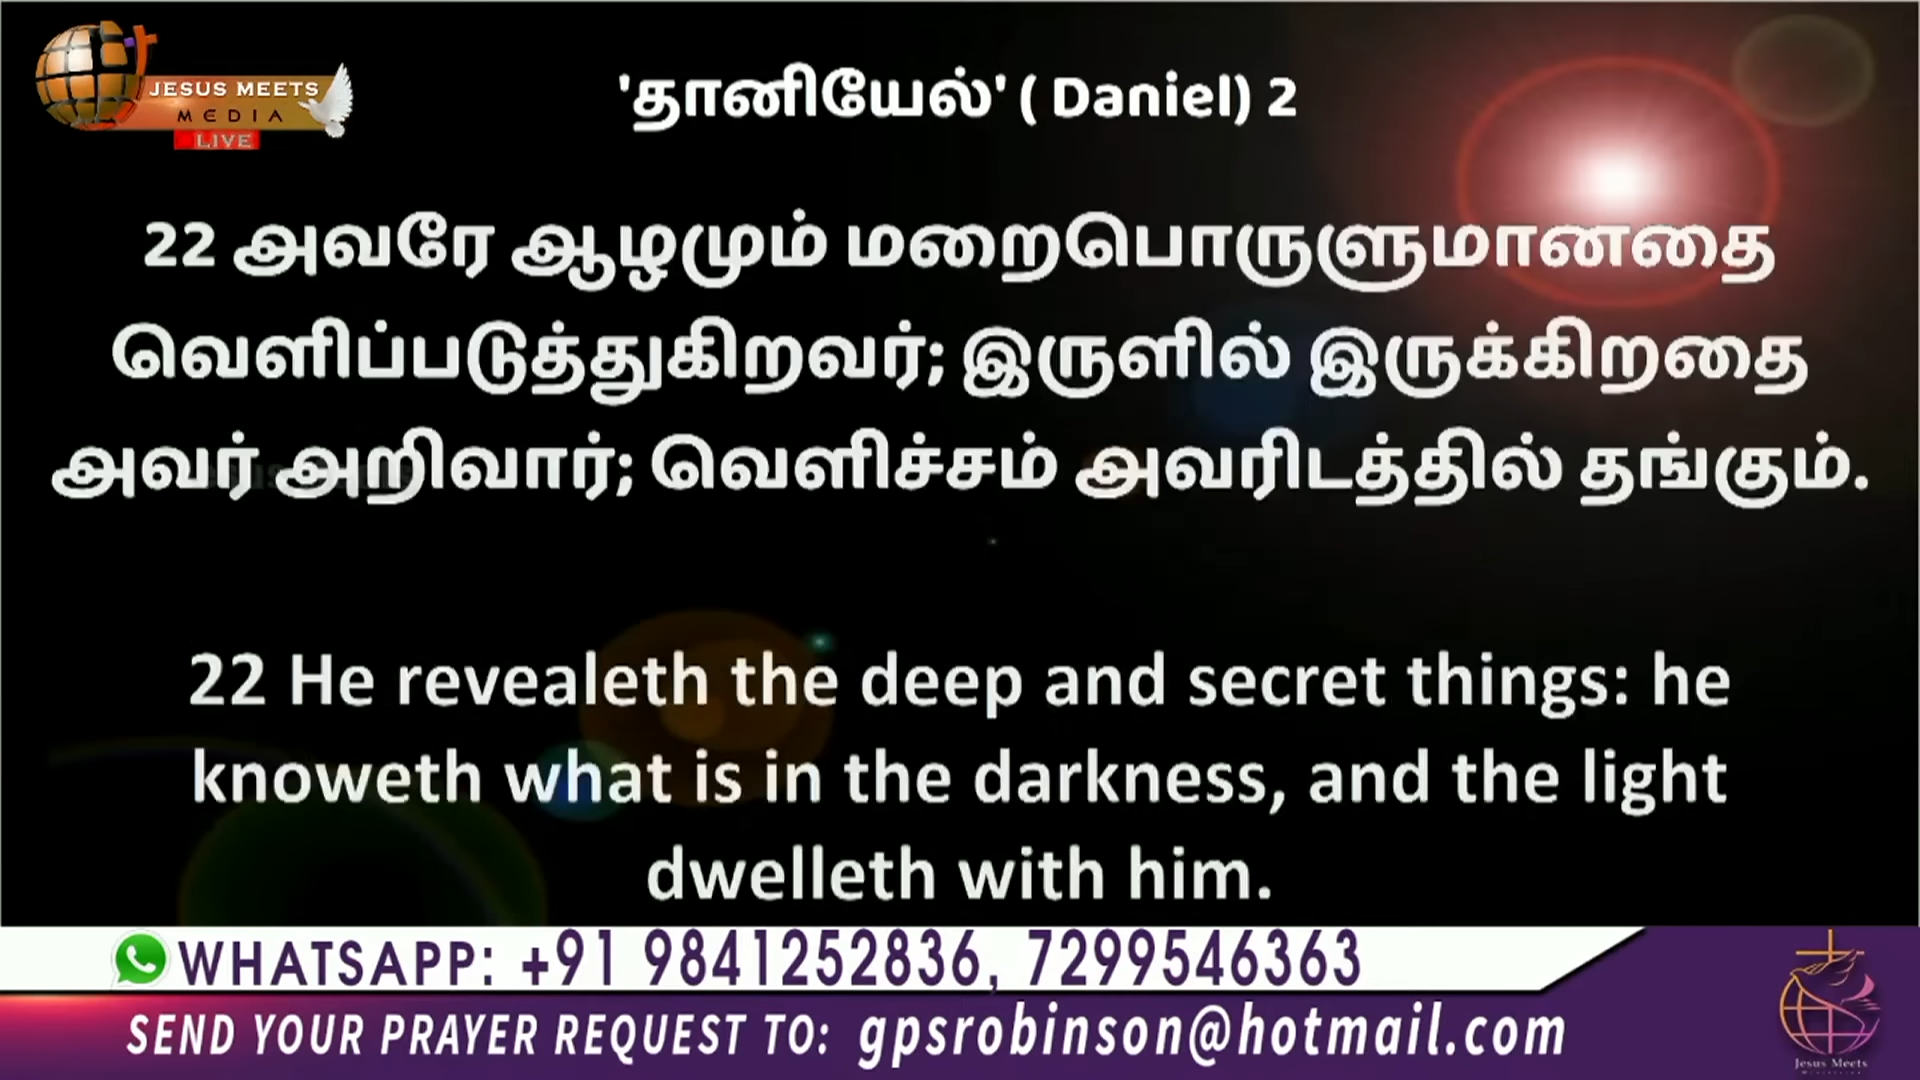 JESUS MEETS
MEDIA
LIVE
'தானியேல்' ( Daniel) 2
22 அவரே ஆழமும் மறைபொருளுமானதை
வெளிப்படுத்துகிறவர்; இருளில் இருக்கிறதை
அவர் அறிவார்; வெளிச்சம் அவரிடத்தில் தங்கும்.
22 He revealeth the deep and secret things: he
knoweth what is in the darkness, and the light
dwelleth with him.
WHATSAPP: +91 9841252836, 7299546363
SEND YOUR PRAYER REQUEST TO: gpsrobinson@hotmail.com
Jesus Meets